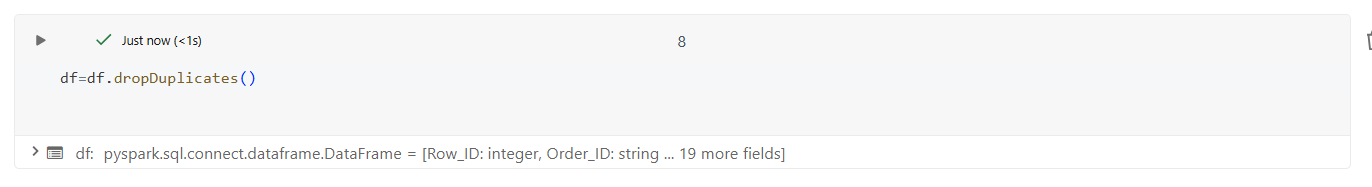 Just now (<1s)
8
df=df.dropDuplicates()
df: pyspark.sql.connect.dataframe.DataFrame = [Row_ID: integer, Order_ID: string ... 19 more fields]